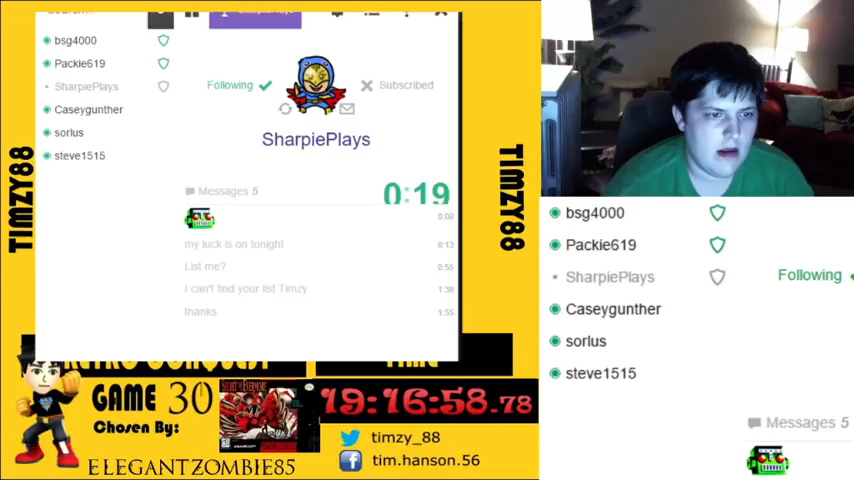 bsg4000
Packie619
SharpiePlays
Caseygunther
sorlus
steve1515
Following
Subscribed
SharpiePlays
Messages 5
0:19
my luck is on tonight
0:13
List me?
0:55
I can't find your list Timzy
1:38
thanks
1:55
TIMZY88
TIMZY88
TIME
GAME 30
Chosen By:
ELEGANTZOMBIE85
19:16:58.78
timzy_88
tim.hanson.56
bsg4000
Packie619
SharpiePlays
Following
Caseygunther
sorlus
steve1515
Messages 5